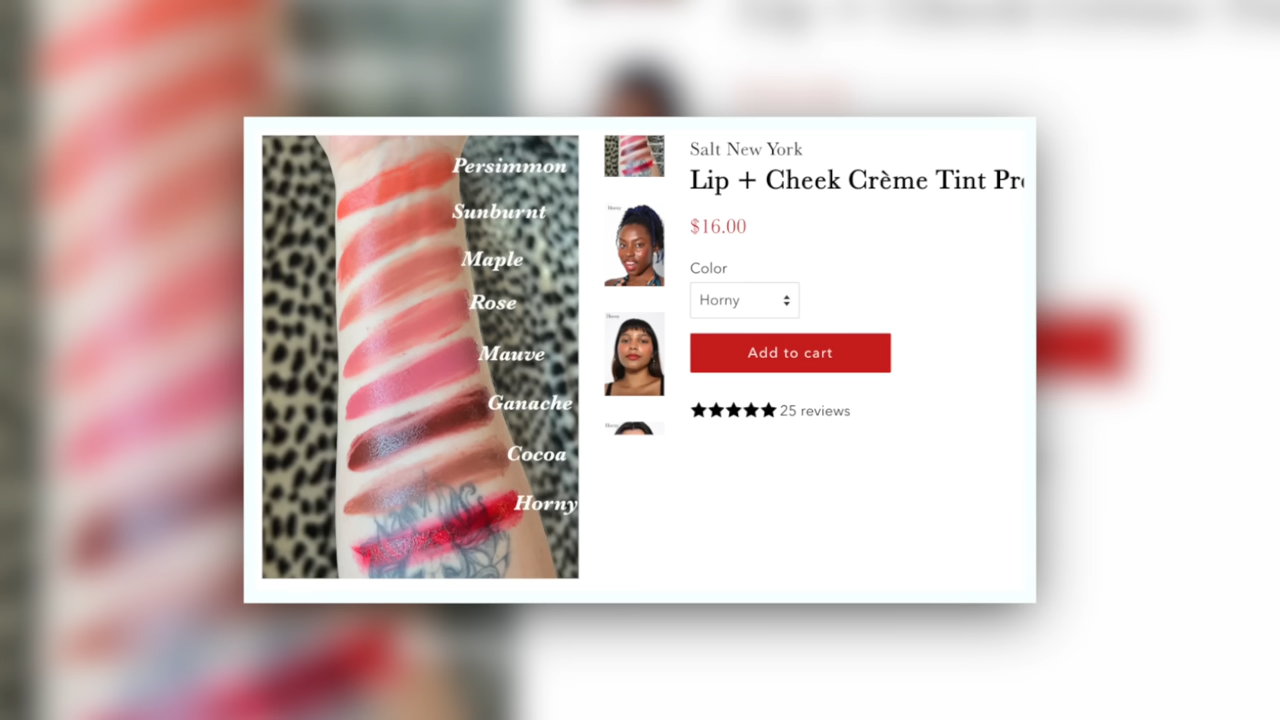 Persimmon
Sunburnt
Maple
Rose
Mauve
Ganache
Cocoa
Horny
Salt New York
Lip + Cheek Crème Tint
$16.00
Color
Horny
Add to cart
25 reviews